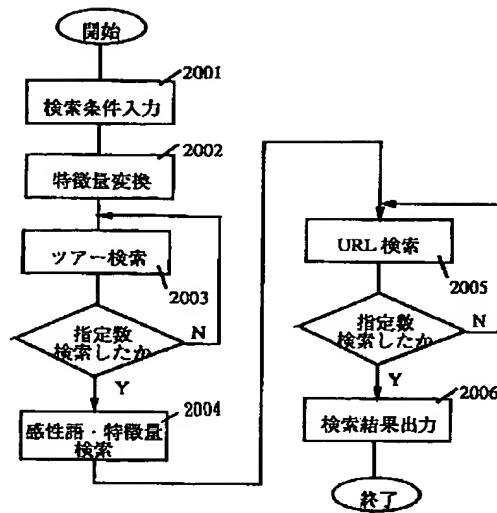 開始
2001
検索条件入力
2002
特徴量変換
ツアー検索
2003
指定数
検索したか
N
Y
2004
感性語・特徴量
検索
URL 検索
2005
指定数
検索したか
N
Y
2006
検索結果出力
終了